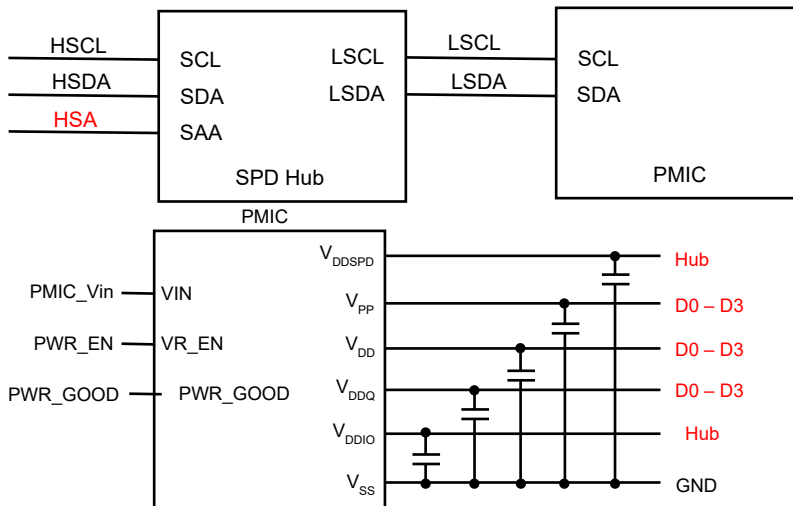 HSCL
SCL
LSCL
LSCL
SCL
HSDA
SDA
LSDA
LSDA
SDA
HSA
SAA
SPD Hub
PMIC
PMIC
VDDSPD
Hub
PMIC_Vin
VIN
VPP
D0 – D3
PWR_EN
VR_EN
VDD
D0 – D3
PWR_GOOD
PWR_GOOD
VDDQ
D0 – D3
VDDIO
Hub
VSS
GND